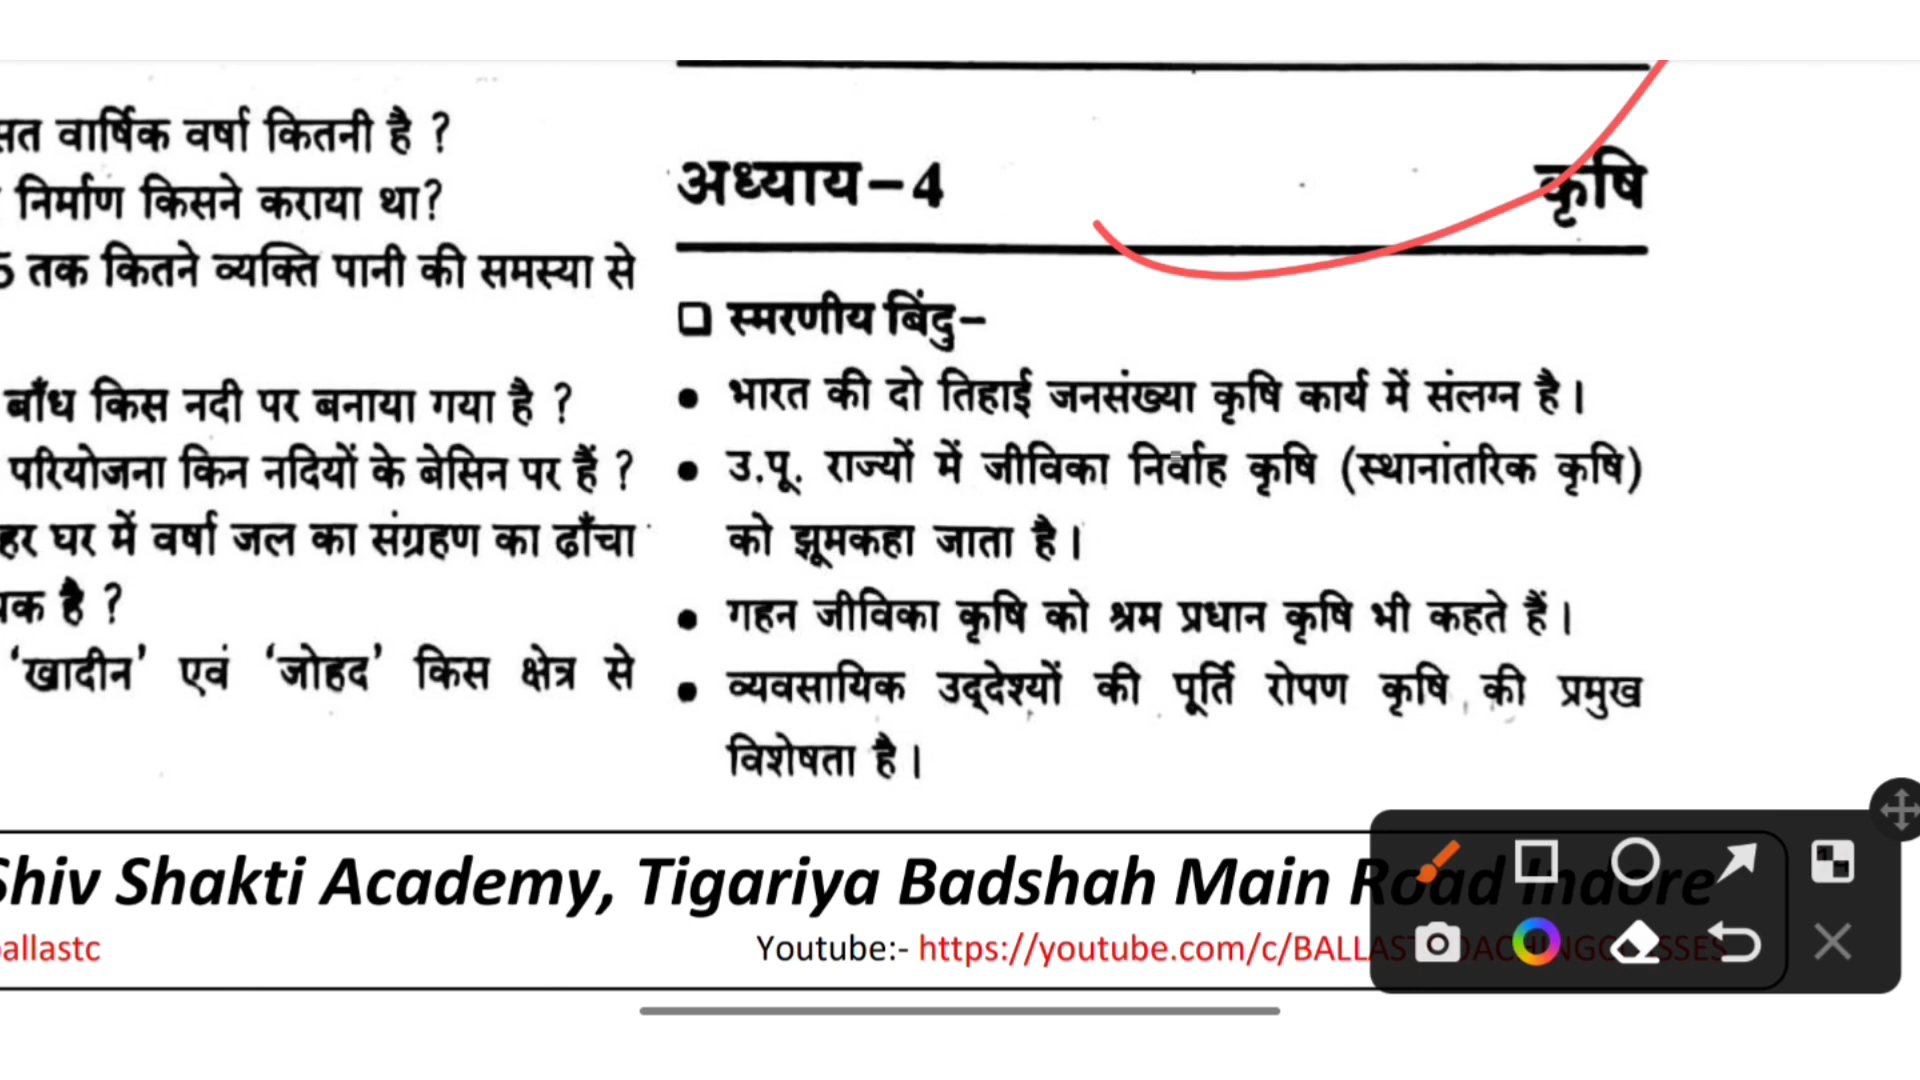 सत वार्षिक वर्षा कितनी है ?
निर्माण किसने कराया था?
5 तक कितने व्यक्ति पानी की समस्या से
बाँध किस नदी पर बनाया गया है ?
परियोजना किन नदियों के बेसिन पर हैं ?
हर घर में वर्षा जल का संग्रहण का ढाँचा
यक है ?
'खादीन' एवं 'जोहद' किस क्षेत्र से
अध्याय-4 कृषि
❑ स्मरणीय बिंदु-
• भारत की दो तिहाई जनसंख्या कृषि कार्य में संलग्न है।
• उ.पू. राज्यों में जीविका निर्वाह कृषि (स्थानांतरिक कृषि)
को झूमकहा जाता है।
• गहन जीविका कृषि को श्रम प्रधान कृषि भी कहते हैं।
• व्यवसायिक उद्देश्यों की पूर्ति रोपण कृषि की प्रमुख
विशेषता है।
Shiv Shakti Academy, Tigariya Badshah Main Road Indore
allastc
Youtube:- https://youtube.com/c/BALLASTCOACHINGCLASSES